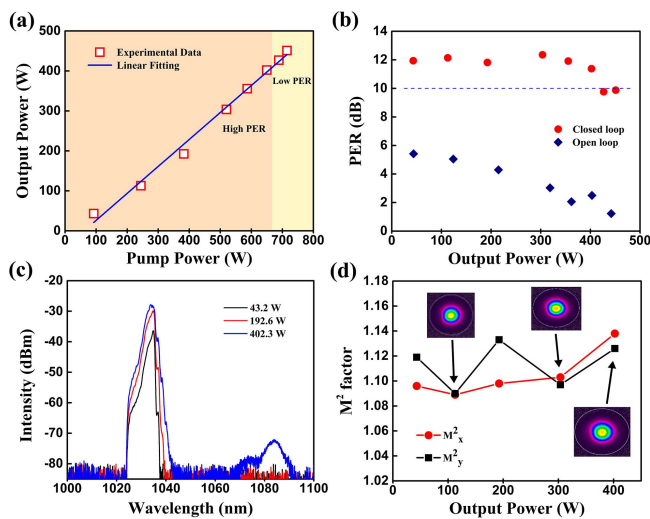 (a)
500
400
300
200
100
0
Output Power (W)
Experimental Data
Linear Fitting
Low PER
High PER
0 100 200 300 400 500 600 700 800
Pump Power (W)
(b)
14
12
10
8
6
4
2
0
PER (dB)
Closed loop
Open loop
0 100 200 300 400 500
Output Power (W)
(c)
-20
-30
-40
-50
-60
-70
-80
Intensity (dBm)
43.2 W
192.6 W
402.3 W
1000 1020 1040 1060 1080 1100
Wavelength (nm)
(d)
1.18
1.16
1.14
1.12
1.10
1.08
1.06
1.04
1.02
M² factor
M²ₓ
M²ᵧ
0 100 200 300 400
Output Power (W)